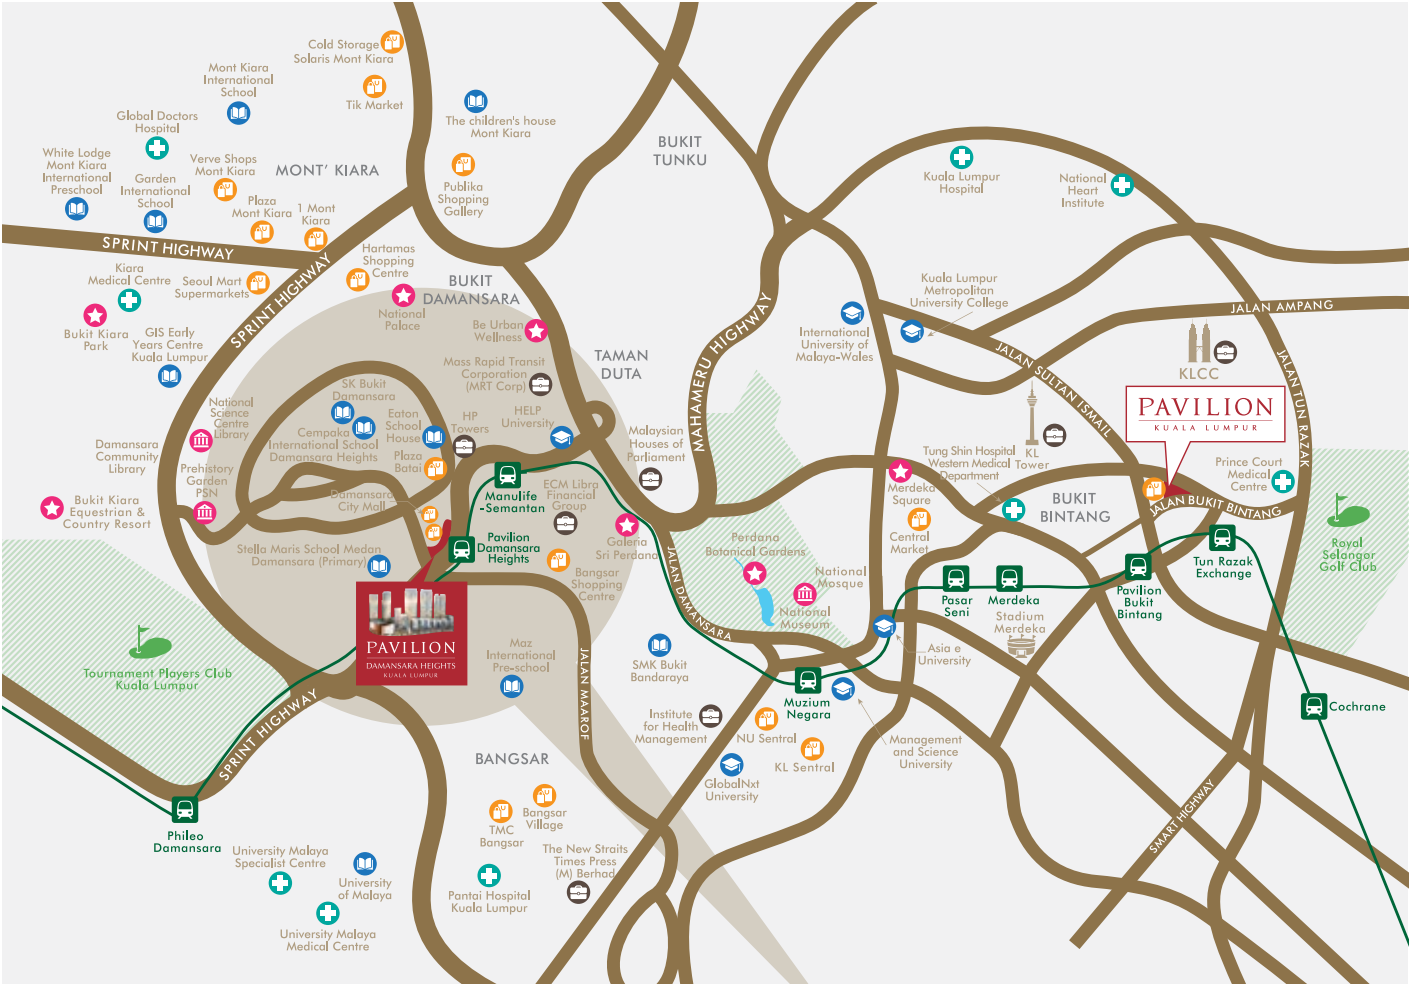 Cold Storage
Solaris Mont Kiara
Tik Market
Mont Kiara
International
School
Global Doctors
Hospital
The children's house
Mont Kiara
BUKIT
TUNKU
White Lodge
Mont Kiara
International
Preschool
Verve Shops
Mont Kiara
MONT' KIARA
Garden
International
School
Plaza
Mont Kiara
1 Mont
Kiara
Publika
Shopping
Gallery
Kuala Lumpur
Hospital
National
Heart
Institute
SPRINT HIGHWAY
SPRINT HIGHWAY
Hartamas
Shopping
Centre
Kiara
Medical Centre
Seoul Mart
Supermarkets
BUKIT
DAMANSARA
National
Palace
Be Urban
Wellness
Bukit Kiara
Park
GIS Early
Years Centre
Kuala Lumpur
MAHAMERU HIGHWAY
Kuala Lumpur
Metropolitan
University College
International
University of
Malaya-Wales
JALAN AMPANG
JALAN SULTAN ISMAIL
JALAN TUN RAZAK
KLCC
TAMAN
DUTA
Mass Rapid Transit
Corporation
(MRT Corp)
SK Bukit
Damansara
National
Science
Centre
Library
Eaton
School
House
HP
Towers
HELP
University
PAVILION
KUALA LUMPUR
Cempaka
International School
Damansara Heights
Malaysian
Houses of
Parliament
KL
Tower
Damansara
Community
Library
Prehistory
Garden
PSN
Plaza
Batai
Tung Shin Hospital
Western Medical
Department
Prince Court
Medical
Centre
Manulife
-Semantan
ECM Libra
Financial
Group
Merdeka
Square
BUKIT
BINTANG
JALAN BUKIT BINTANG
Bukit Kiara
Equestrian &
Country Resort
Damansara
City Mall
Galeria
Sri Perdana
Central
Market
Pavilion
Damansara
Heights
Perdana
Botanical Gardens
Stella Maris School Medan
Damansara (Primary)
Bangsar
Shopping
Centre
JALAN DAMANSARA
National
Mosque
National
Museum
Royal
Selangor
Golf Club
Tun Razak
Exchange
Pasar
Seni
Merdeka
Pavilion
Bukit
Bintang
Stadium
Merdeka
PAVILION
DAMANSARA HEIGHTS
KUALA LUMPUR
Maz
International
Pre-school
JALAN MAAROF
SMK Bukit
Bandaraya
Asia e
University
Tournament Players Club
Kuala Lumpur
Muzium
Negara
Cochrane
SPRINT HIGHWAY
Institute
for Health
Management
NU Sentral
KL Sentral
Management
and Science
University
BANGSAR
GlobalNxt
University
SMART HIGHWAY
Phileo
Damansara
TMC
Bangsar
Bangsar
Village
University Malaya
Specialist Centre
University
of Malaya
The New Straits
Times Press
(M) Berhad
Pantai Hospital
Kuala Lumpur
University Malaya
Medical Centre